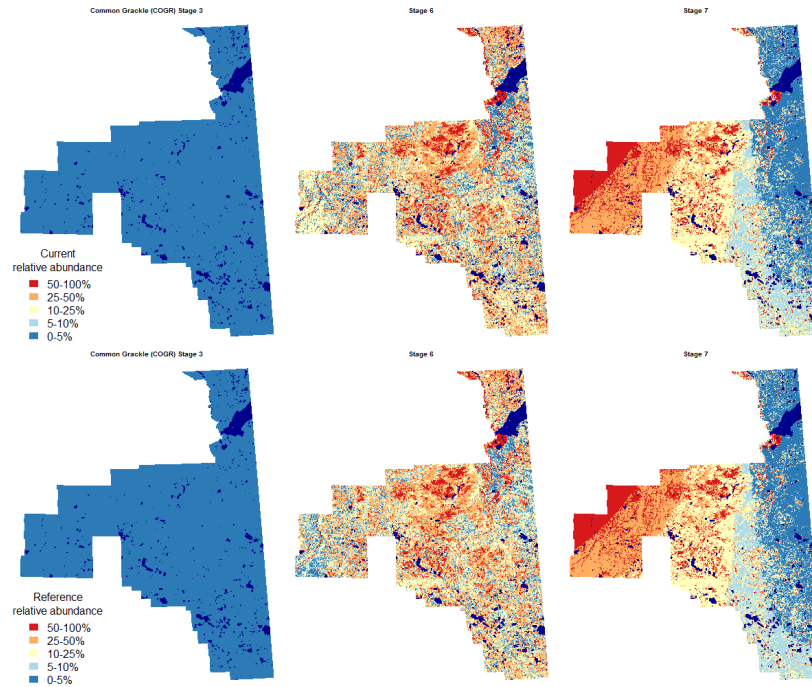 Common Grackle (COGR) Stage 3
Stage 6
Stage 7
Current
relative abundance
50-100%
25-50%
10-25%
5-10%
0-5%
Common Grackle (COGR) Stage 3
Stage 6
Stage 7
Reference
relative abundance
50-100%
25-50%
10-25%
5-10%
0-5%